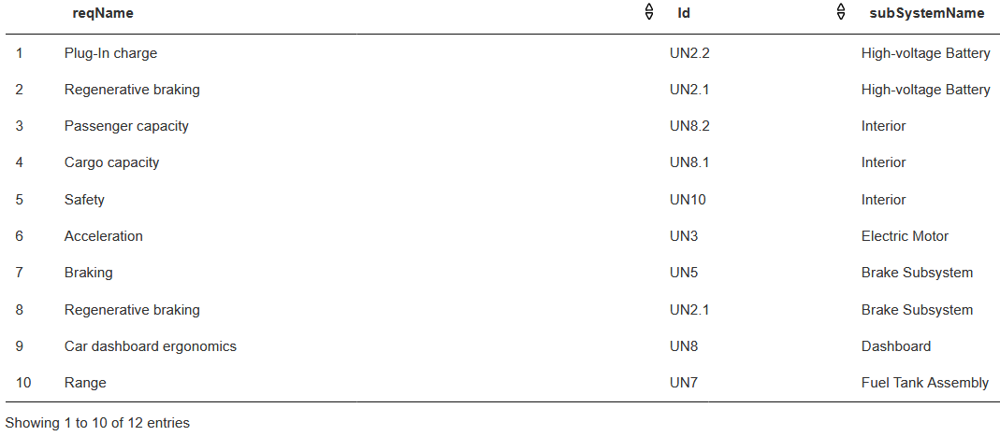 reqName Id subSystemName
1 Plug-In charge UN2.2 High-voltage Battery
2 Regenerative braking UN2.1 High-voltage Battery
3 Passenger capacity UN8.2 Interior
4 Cargo capacity UN8.1 Interior
5 Safety UN10 Interior
6 Acceleration UN3 Electric Motor
7 Braking UN5 Brake Subsystem
8 Regenerative braking UN2.1 Brake Subsystem
9 Car dashboard ergonomics UN8 Dashboard
10 Range UN7 Fuel Tank Assembly
Showing 1 to 10 of 12 entries